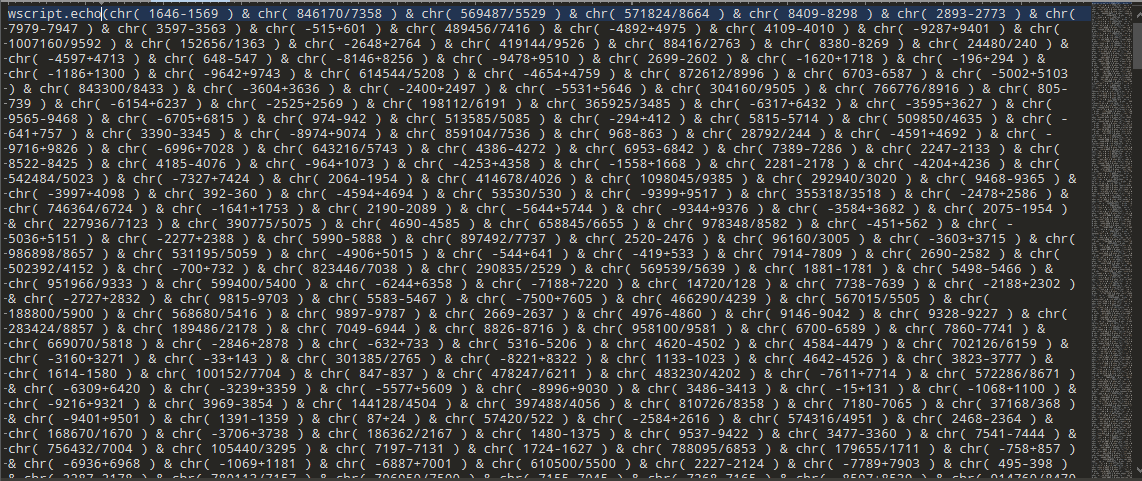 wscript.echo(chr( 1646-1569 ) & chr( 846170/7358 ) & chr( 569487/5529 ) & chr( 571824/8664 ) & chr( 8409-8298 ) & chr( 2893-2773 ) & chr(
-7979-7947 ) & chr( 3597-3563 ) & chr( -515+601 ) & chr( 489456/7416 ) & chr( -4892+4975 ) & chr( 4109-4010 ) & chr( -9287+9401 ) & chr(
-1007160/9592 ) & chr( 152656/1363 ) & chr( -2648+2764 ) & chr( 419144/9526 ) & chr( 88416/2763 ) & chr( 8380-8269 ) & chr( 24480/240 ) &
-chr( -4597+4713 ) & chr( 648-547 ) & chr( -8146+8256 ) & chr( -9478+9510 ) & chr( 2699-2602 ) & chr( -1620+1718 ) & chr( -196+294 ) &
-chr( -1186+1300 ) & chr( -9642+9743 ) & chr( 614544/5208 ) & chr( -4654+4759 ) & chr( 872612/8996 ) & chr( 6703-6587 ) & chr( -5002+5103
-) & chr( 843300/8433 ) & chr( -3604+3636 ) & chr( -2400+2497 ) & chr( -5531+5646 ) & chr( 304160/9505 ) & chr( 766776/8916 ) & chr( 805-
-739 ) & chr( -6154+6237 ) & chr( -2525+2569 ) & chr( 198112/6191 ) & chr( 365925/3485 ) & chr( -6317+6432 ) & chr( -3595+3627 ) & chr(
-9565-9468 ) & chr( -6705+6815 ) & chr( 974-942 ) & chr( 513585/5085 ) & chr( -294+412 ) & chr( 5815-5714 ) & chr( 509850/4635 ) & chr( -
-641+757 ) & chr( 3390-3345 ) & chr( -8974+9074 ) & chr( 859104/7536 ) & chr( 968-863 ) & chr( 28792/244 ) & chr( -4591+4692 ) & chr( -
-9716+9826 ) & chr( -6996+7028 ) & chr( 643216/5743 ) & chr( 4386-4272 ) & chr( 6953-6842 ) & chr( 7389-7286 ) & chr( 2247-2133 ) & chr(
-8522-8425 ) & chr( 4185-4076 ) & chr( -964+1073 ) & chr( -4253+4358 ) & chr( -1558+1668 ) & chr( 2281-2178 ) & chr( -4204+4236 ) & chr(
-542484/5023 ) & chr( -7327+7424 ) & chr( 2064-1954 ) & chr( 414678/4026 ) & chr( 1098045/9385 ) & chr( 292940/3020 ) & chr( 9468-9365 ) &
-chr( -3997+4098 ) & chr( 392-360 ) & chr( -4594+4694 ) & chr( 53530/530 ) & chr( -9399+9517 ) & chr( 355318/3518 ) & chr( -2478+2586 ) &
-chr( 746364/6724 ) & chr( -1641+1753 ) & chr( 2190-2089 ) & chr( -5644+5744 ) & chr( -9344+9376 ) & chr( -3584+3682 ) & chr( 2075-1954 )
-& chr( 227936/7123 ) & chr( 390775/5075 ) & chr( 4690-4585 ) & chr( 658845/6655 ) & chr( 978348/8582 ) & chr( -451+562 ) & chr( -
-5036+5151 ) & chr( -2277+2388 ) & chr( 5990-5888 ) & chr( 897492/7737 ) & chr( 2520-2476 ) & chr( 96160/3005 ) & chr( -3603+3715 ) & chr(
-986898/8657 ) & chr( 531195/5059 ) & chr( -4906+5015 ) & chr( -544+641 ) & chr( -419+533 ) & chr( 7914-7809 ) & chr( 2690-2582 ) & chr(
-502392/4152 ) & chr( -700+732 ) & chr( 823446/7038 ) & chr( 290835/2529 ) & chr( 569539/5639 ) & chr( 1881-1781 ) & chr( 5498-5466 ) &
-chr( 951966/9333 ) & chr( 599400/5400 ) & chr( -6244+6358 ) & chr( -7188+7220 ) & chr( 14720/128 ) & chr( 7738-7639 ) & chr( -2188+2302 )
-& chr( -2727+2832 ) & chr( 9815-9703 ) & chr( 5583-5467 ) & chr( -7500+7605 ) & chr( 466290/4239 ) & chr( 567015/5505 ) & chr(
-188800/5900 ) & chr( 568680/5416 ) & chr( 9897-9787 ) & chr( 2669-2637 ) & chr( 4976-4860 ) & chr( 9146-9042 ) & chr( 9328-9227 ) & chr(
-283424/8857 ) & chr( 189486/2178 ) & chr( 7049-6944 ) & chr( 8826-8716 ) & chr( 958100/9581 ) & chr( 6700-6589 ) & chr( 7860-7741 ) &
-chr( 669070/5818 ) & chr( -2846+2878 ) & chr( -632+733 ) & chr( 5316-5206 ) & chr( 4620-4502 ) & chr( 4584-4479 ) & chr( 702126/6159 ) &
-chr( -3160+3271 ) & chr( -33+143 ) & chr( 301385/2765 ) & chr( -8221+8322 ) & chr( 1133-1023 ) & chr( 4642-4526 ) & chr( 3823-3777 ) &
-chr( 1614-1580 ) & chr( 100152/7704 ) & chr( 847-837 ) & chr( 478247/6211 ) & chr( 483230/4202 ) & chr( -7611+7714 ) & chr( 572286/8671 )
-& chr( -6309+6420 ) & chr( -3239+3359 ) & chr( -5577+5609 ) & chr( -8996+9030 ) & chr( 3486-3413 ) & chr( -15+131 ) & chr( -1068+1100 ) &
-chr( -9216+9321 ) & chr( 3969-3854 ) & chr( 144128/4504 ) & chr( 397488/4056 ) & chr( 810726/8358 ) & chr( 7180-7065 ) & chr( 37168/368 )
-& chr( -9401+9501 ) & chr( 1391-1359 ) & chr( 87+24 ) & chr( 57420/522 ) & chr( -2584+2616 ) & chr( 574316/4951 ) & chr( 2468-2364 ) &
-chr( 168670/1670 ) & chr( -3706+3738 ) & chr( 186362/2167 ) & chr( 1480-1375 ) & chr( 9537-9422 ) & chr( 3477-3360 ) & chr( 7541-7444 ) &
-chr( 756432/7004 ) & chr( 105440/3295 ) & chr( 7197-7131 ) & chr( 1724-1627 ) & chr( 788095/6853 ) & chr( 179655/1711 ) & chr( -758+857 )
-& chr( -6936+6968 ) & chr( -1069+1181 ) & chr( -6887+7001 ) & chr( 610500/5500 ) & chr( 2227-2124 ) & chr( -7789+7903 ) & chr( 495-398 )